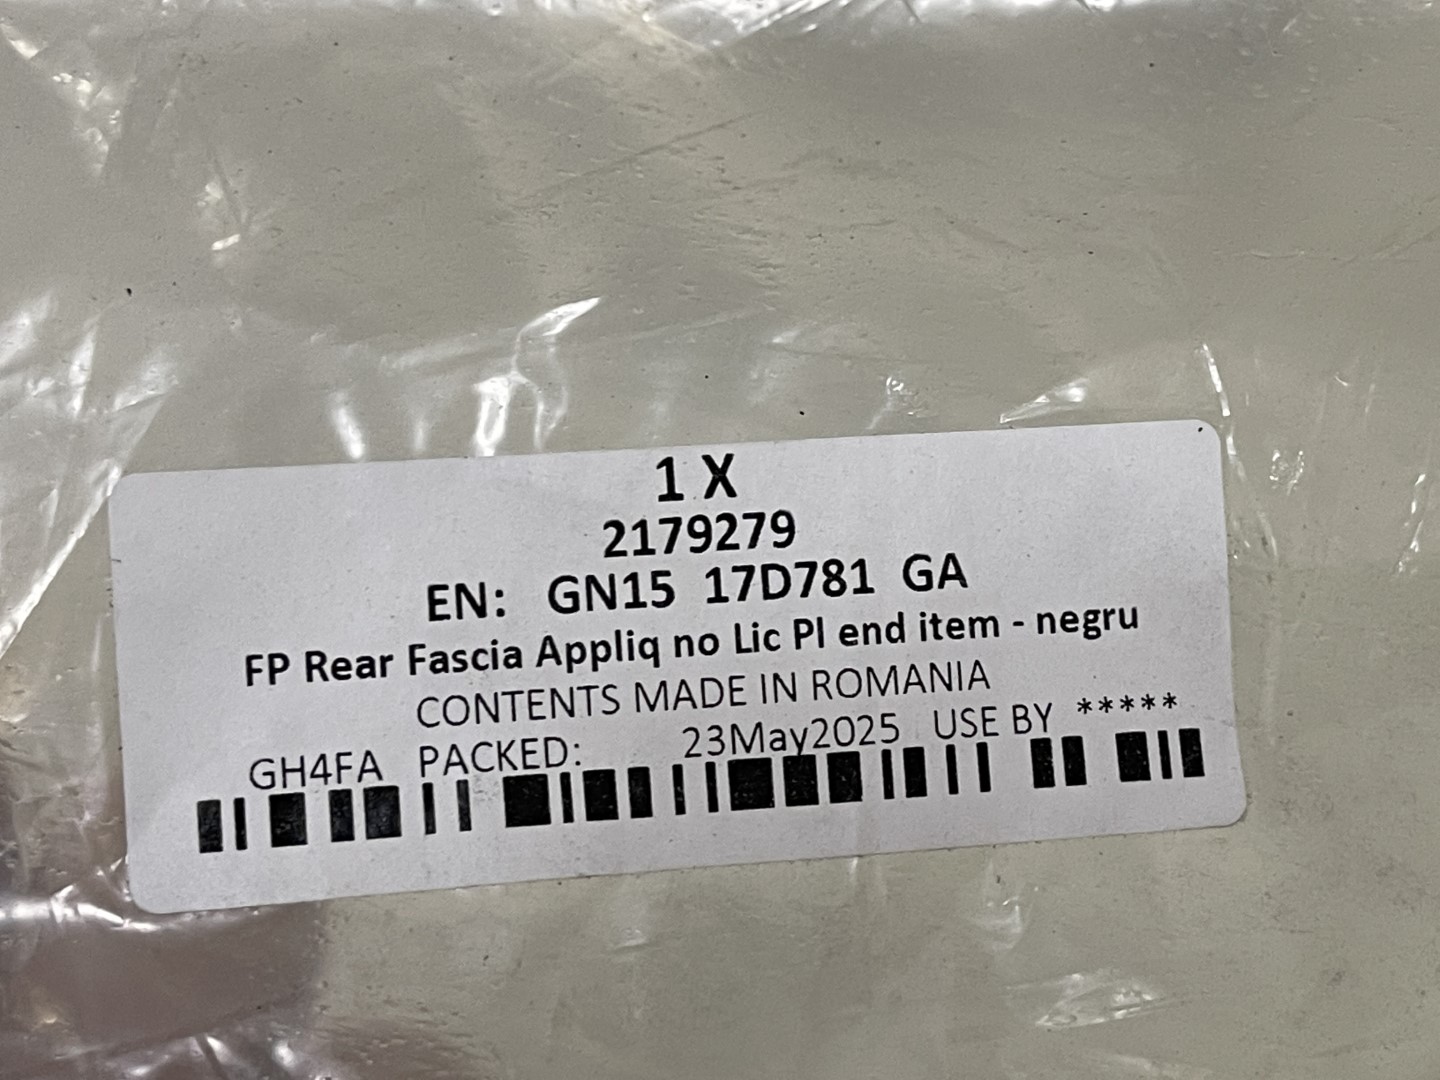 1 X
2179279
EN: GN15 17D781 GA
FP Rear Fascia Appliq no Lic Pl end item - negru
CONTENTS MADE IN ROMANIA
GH4FA PACKED: 23May2025 USE BY *****